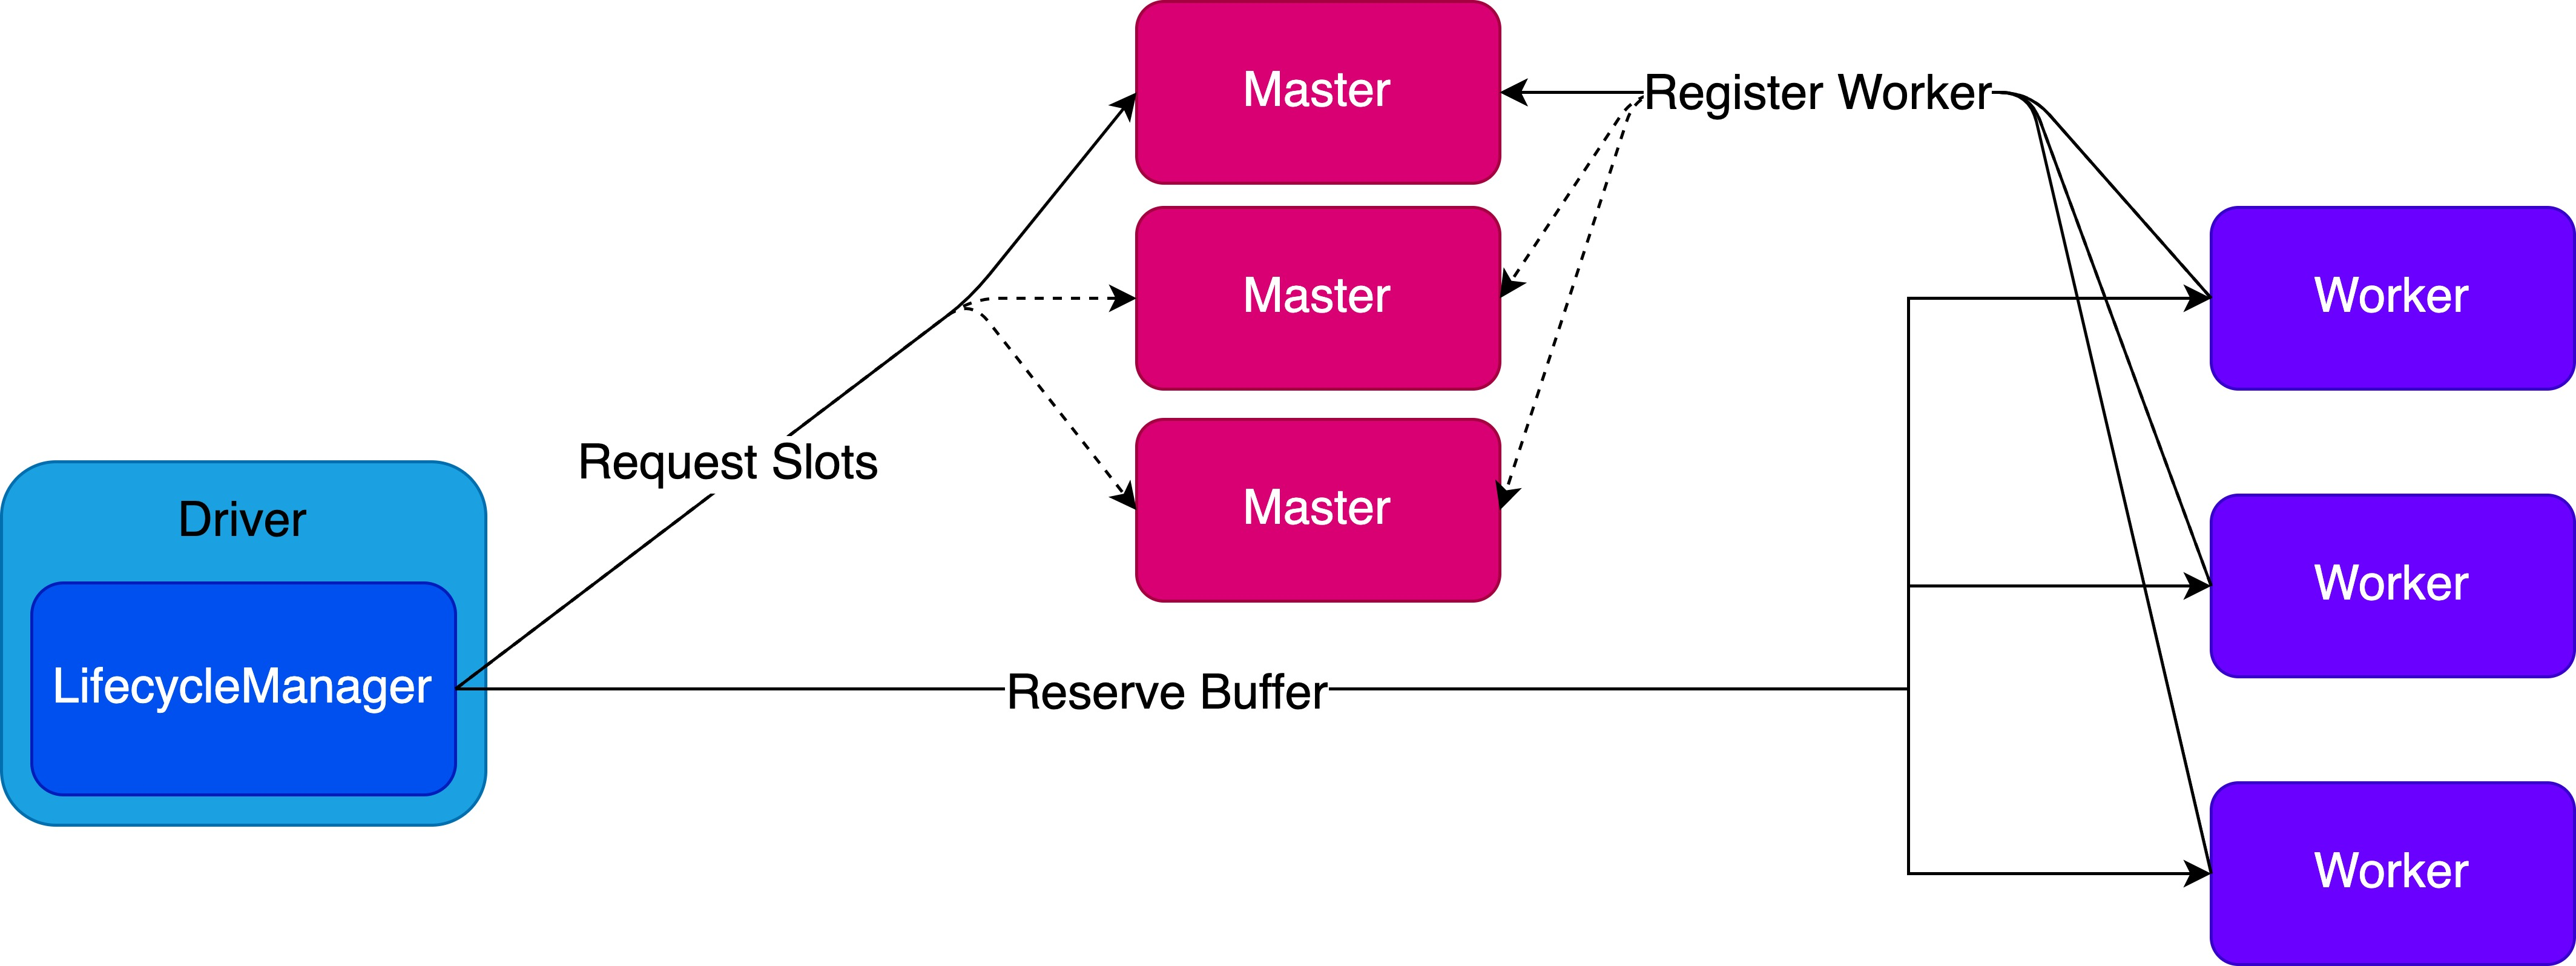 Master
Register Worker
Master
Worker
Request Slots
Driver
Master
Worker
LifecycleManager
Reserve Buffer
Worker